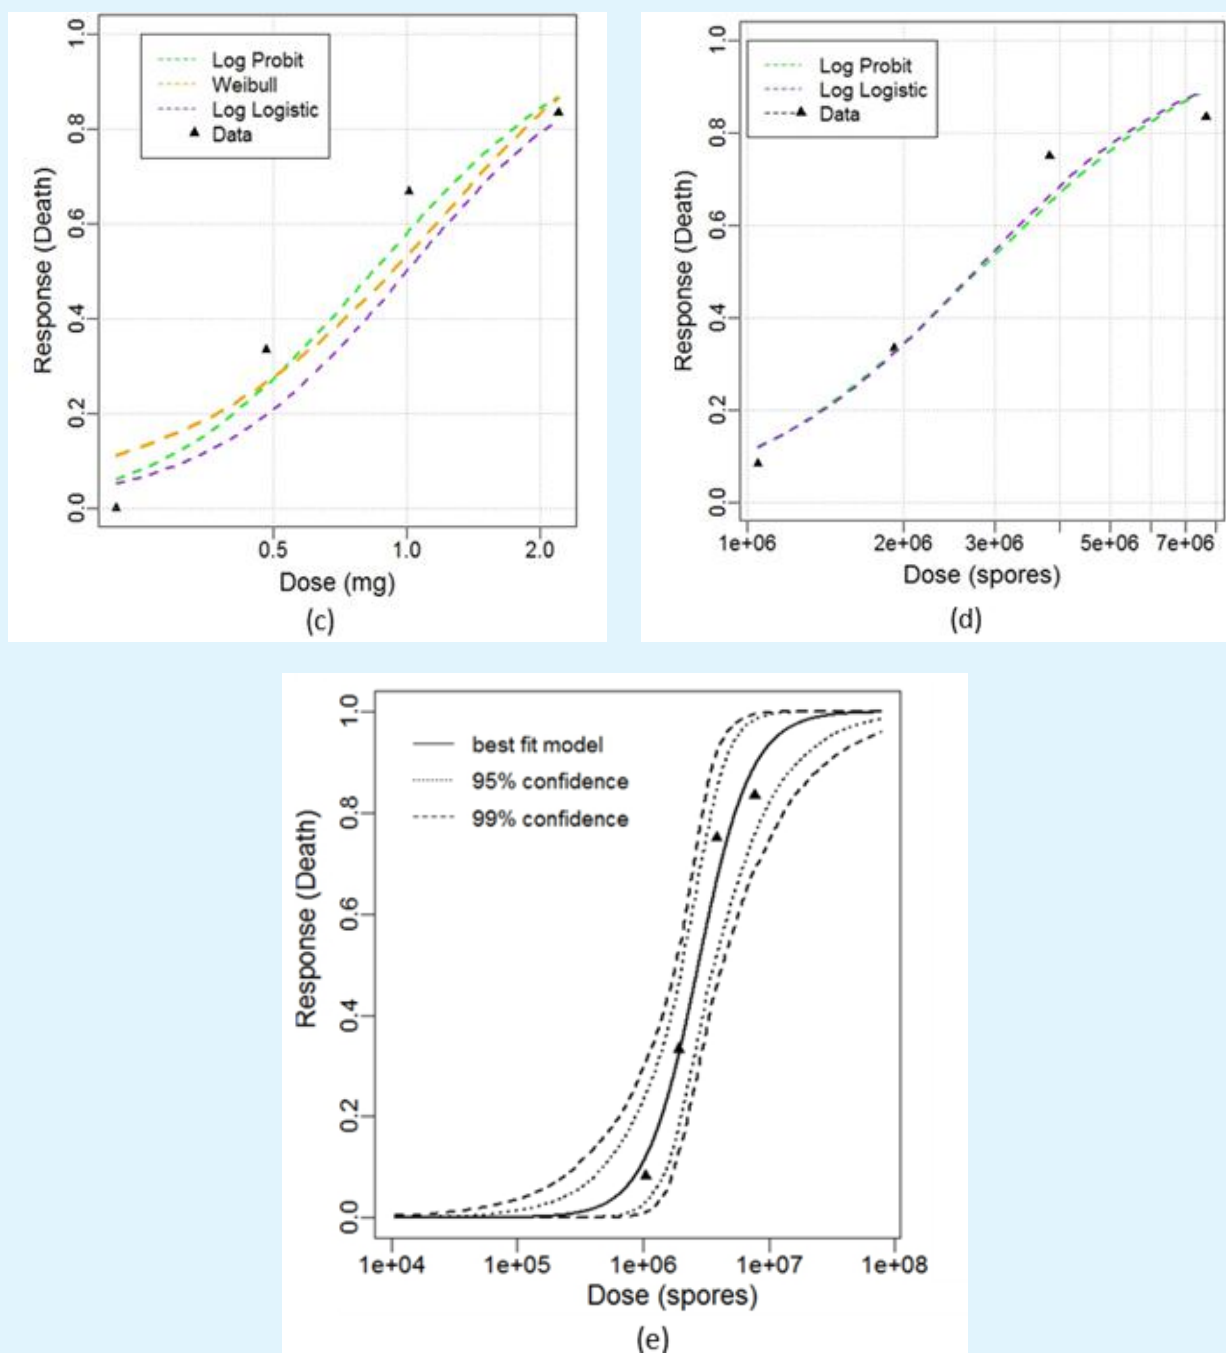 Response (Death)
1.0
0.8
0.6
0.4
0.2
0.0
Log Probit
Weibull
Log Logistic
Data
0.5 1.0 2.0
Dose (mg)
(c)
Response (Death)
1.0
0.8
0.6
0.4
0.2
0.0
Log Probit
Log Logistic
Data
1e+06 2e+06 3e+06 5e+06 7e+06
Dose (spores)
(d)
Response (Death)
1.0
0.8
0.6
0.4
0.2
0.0
best fit model
95% confidence
99% confidence
1e+04 1e+05 1e+06 1e+07 1e+08
Dose (spores)
(e)